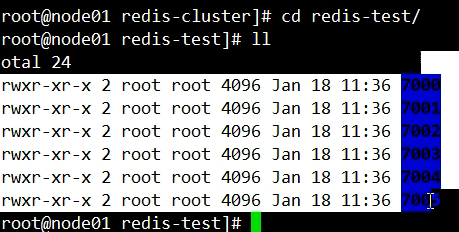 root@node01 redis-cluster]# cd redis-test/
root@node01 redis-test]# ll
otal 24
rwxr-xr-x 2 root root 4096 Jan 18 11:36 7000
rwxr-xr-x 2 root root 4096 Jan 18 11:36 7001
rwxr-xr-x 2 root root 4096 Jan 18 11:36 7002
rwxr-xr-x 2 root root 4096 Jan 18 11:36 7003
rwxr-xr-x 2 root root 4096 Jan 18 11:36 7004
rwxr-xr-x 2 root root 4096 Jan 18 11:36 7005
root@node01 redis-test]#